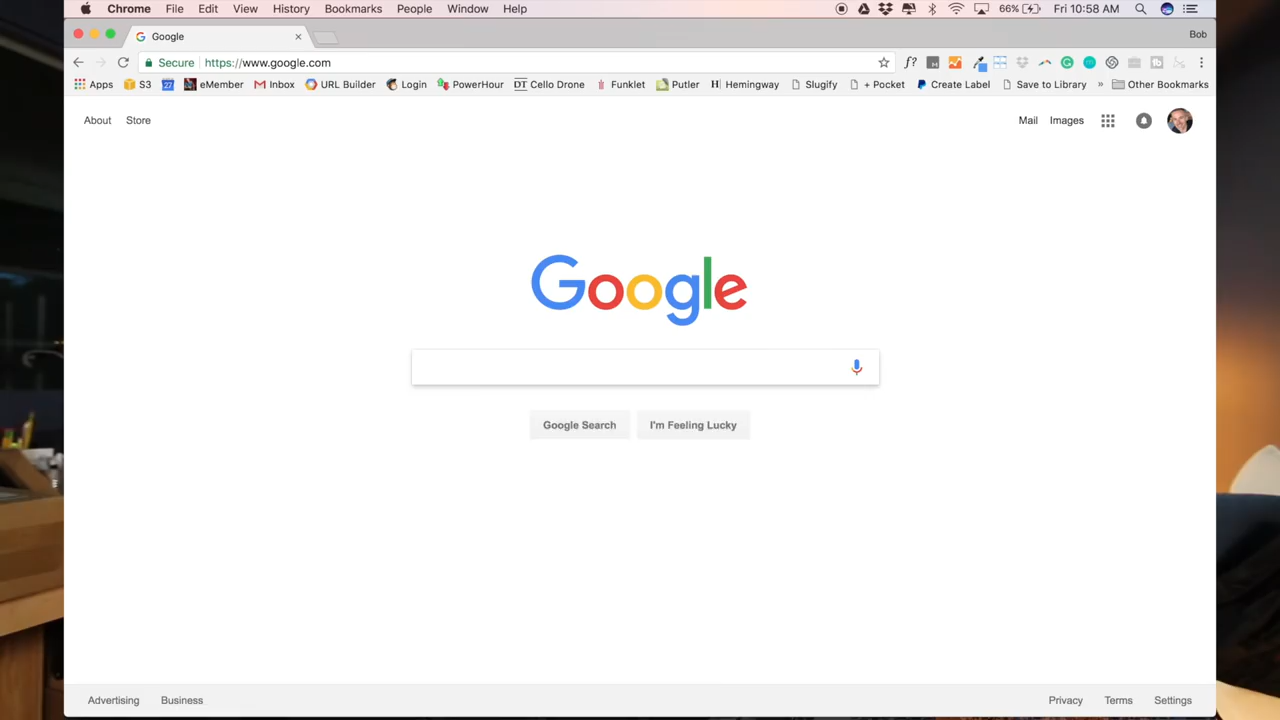 Chrome File Edit View History Bookmarks People Window Help 66% Fri 10:58 AM
Google Bob
Secure https://www.google.com f?
Apps S3 27 eMember Inbox URL Builder Login PowerHour DT Cello Drone Funklet Putler H Hemingway Slugify + Pocket Create Label Save to Library » Other Bookmarks
About Store Mail Images
Google
Google Search I'm Feeling Lucky
Advertising Business Privacy Terms Settings